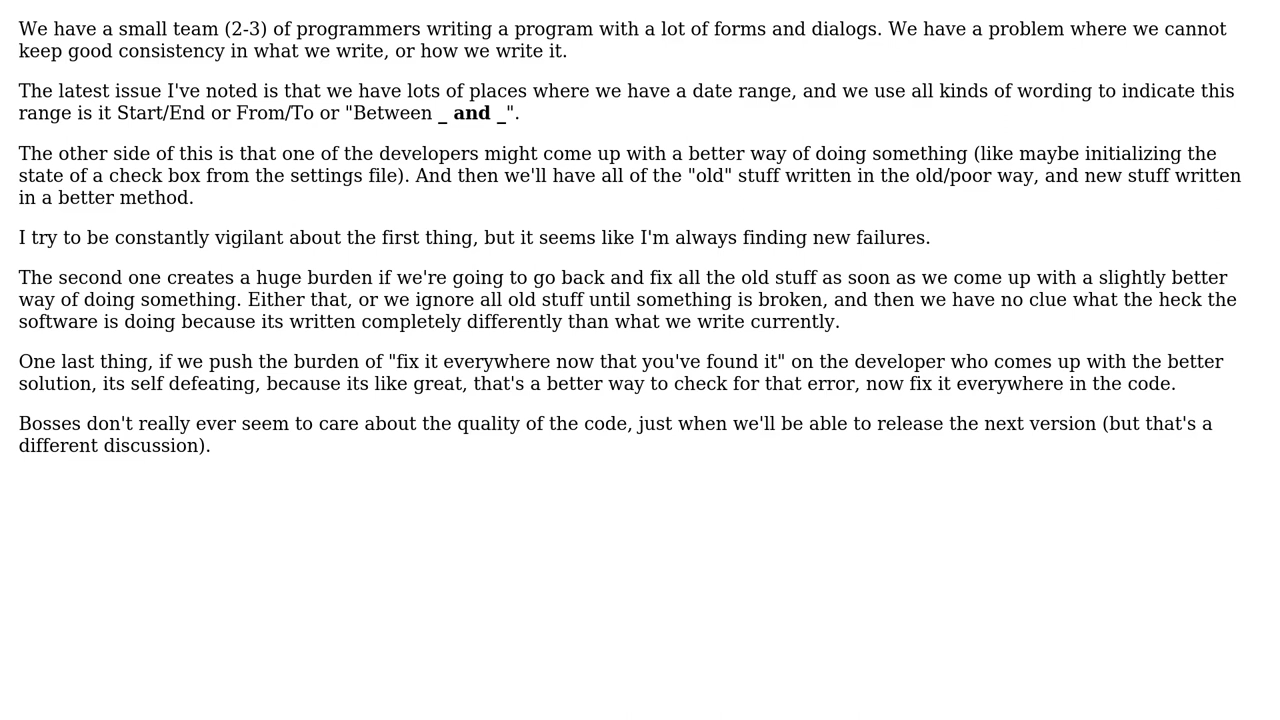 We have a small team (2-3) of programmers writing a program with a lot of forms and dialogs. We have a problem where we cannot
keep good consistency in what we write, or how we write it.
The latest issue I've noted is that we have lots of places where we have a date range, and we use all kinds of wording to indicate this
range is it Start/End or From/To or "Between _ and _".
The other side of this is that one of the developers might come up with a better way of doing something (like maybe initializing the
state of a check box from the settings file). And then we'll have all of the "old" stuff written in the old/poor way, and new stuff written
in a better method.
I try to be constantly vigilant about the first thing, but it seems like I'm always finding new failures.
The second one creates a huge burden if we're going to go back and fix all the old stuff as soon as we come up with a slightly better
way of doing something. Either that, or we ignore all old stuff until something is broken, and then we have no clue what the heck the
software is doing because its written completely differently than what we write currently.
One last thing, if we push the burden of "fix it everywhere now that you've found it" on the developer who comes up with the better
solution, its self defeating, because its like great, that's a better way to check for that error, now fix it everywhere in the code.
Bosses don't really ever seem to care about the quality of the code, just when we'll be able to release the next version (but that's a
different discussion).